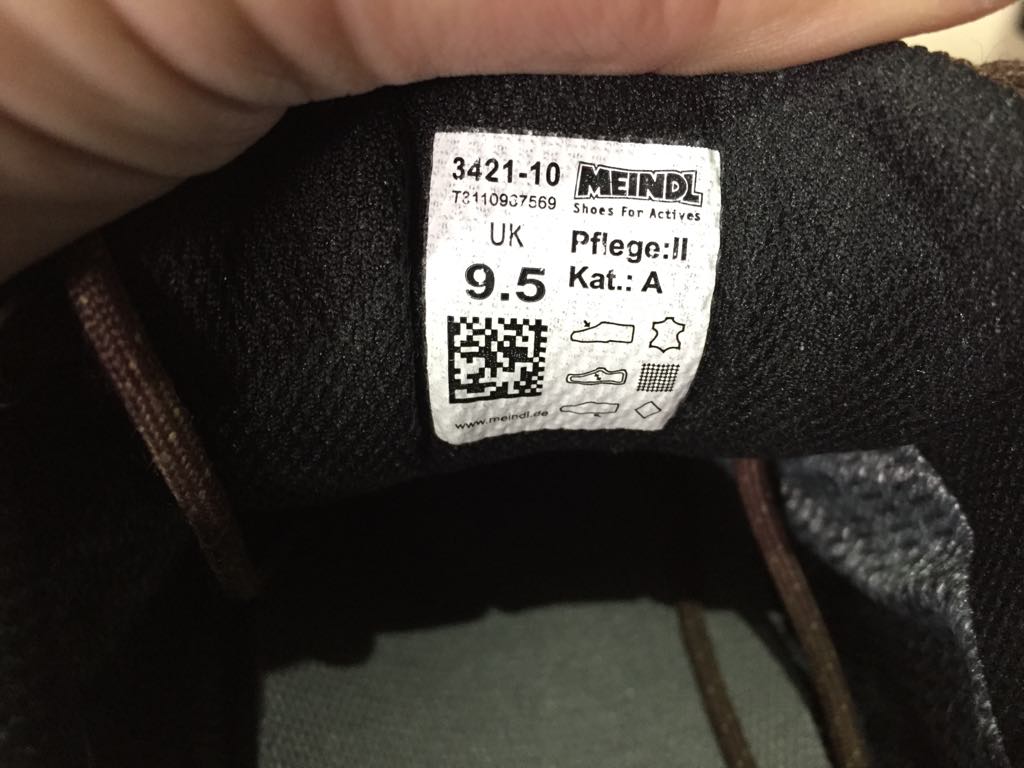 3421-10
MEINDL
Shoes For Actives
UK
9.5
Pflege:II
Kat.: A
www.meindl.de